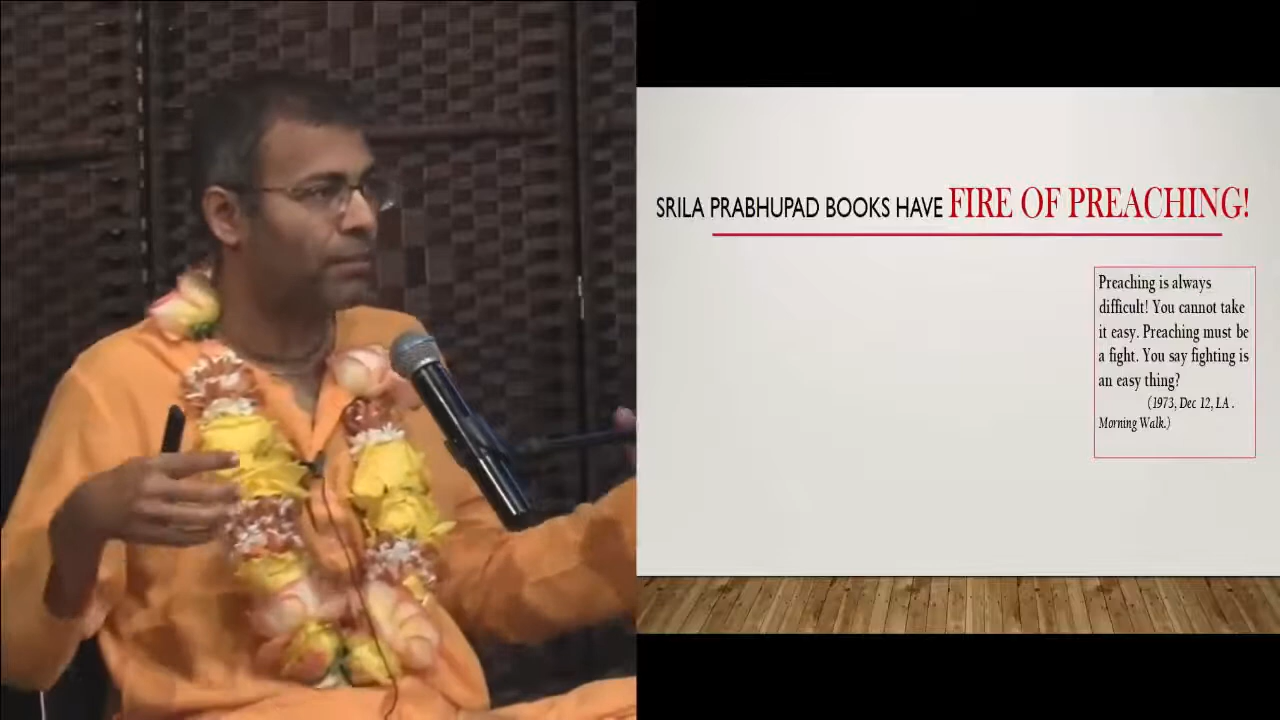 SRILA PRABHUPAD BOOKS HAVE FIRE OF PREACHING!
Preaching is always
difficult! You cannot take
it easy. Preaching must be
a fight. You say fighting is
an easy thing?
(1973, Dec 12, LA .
Morning Walk.)